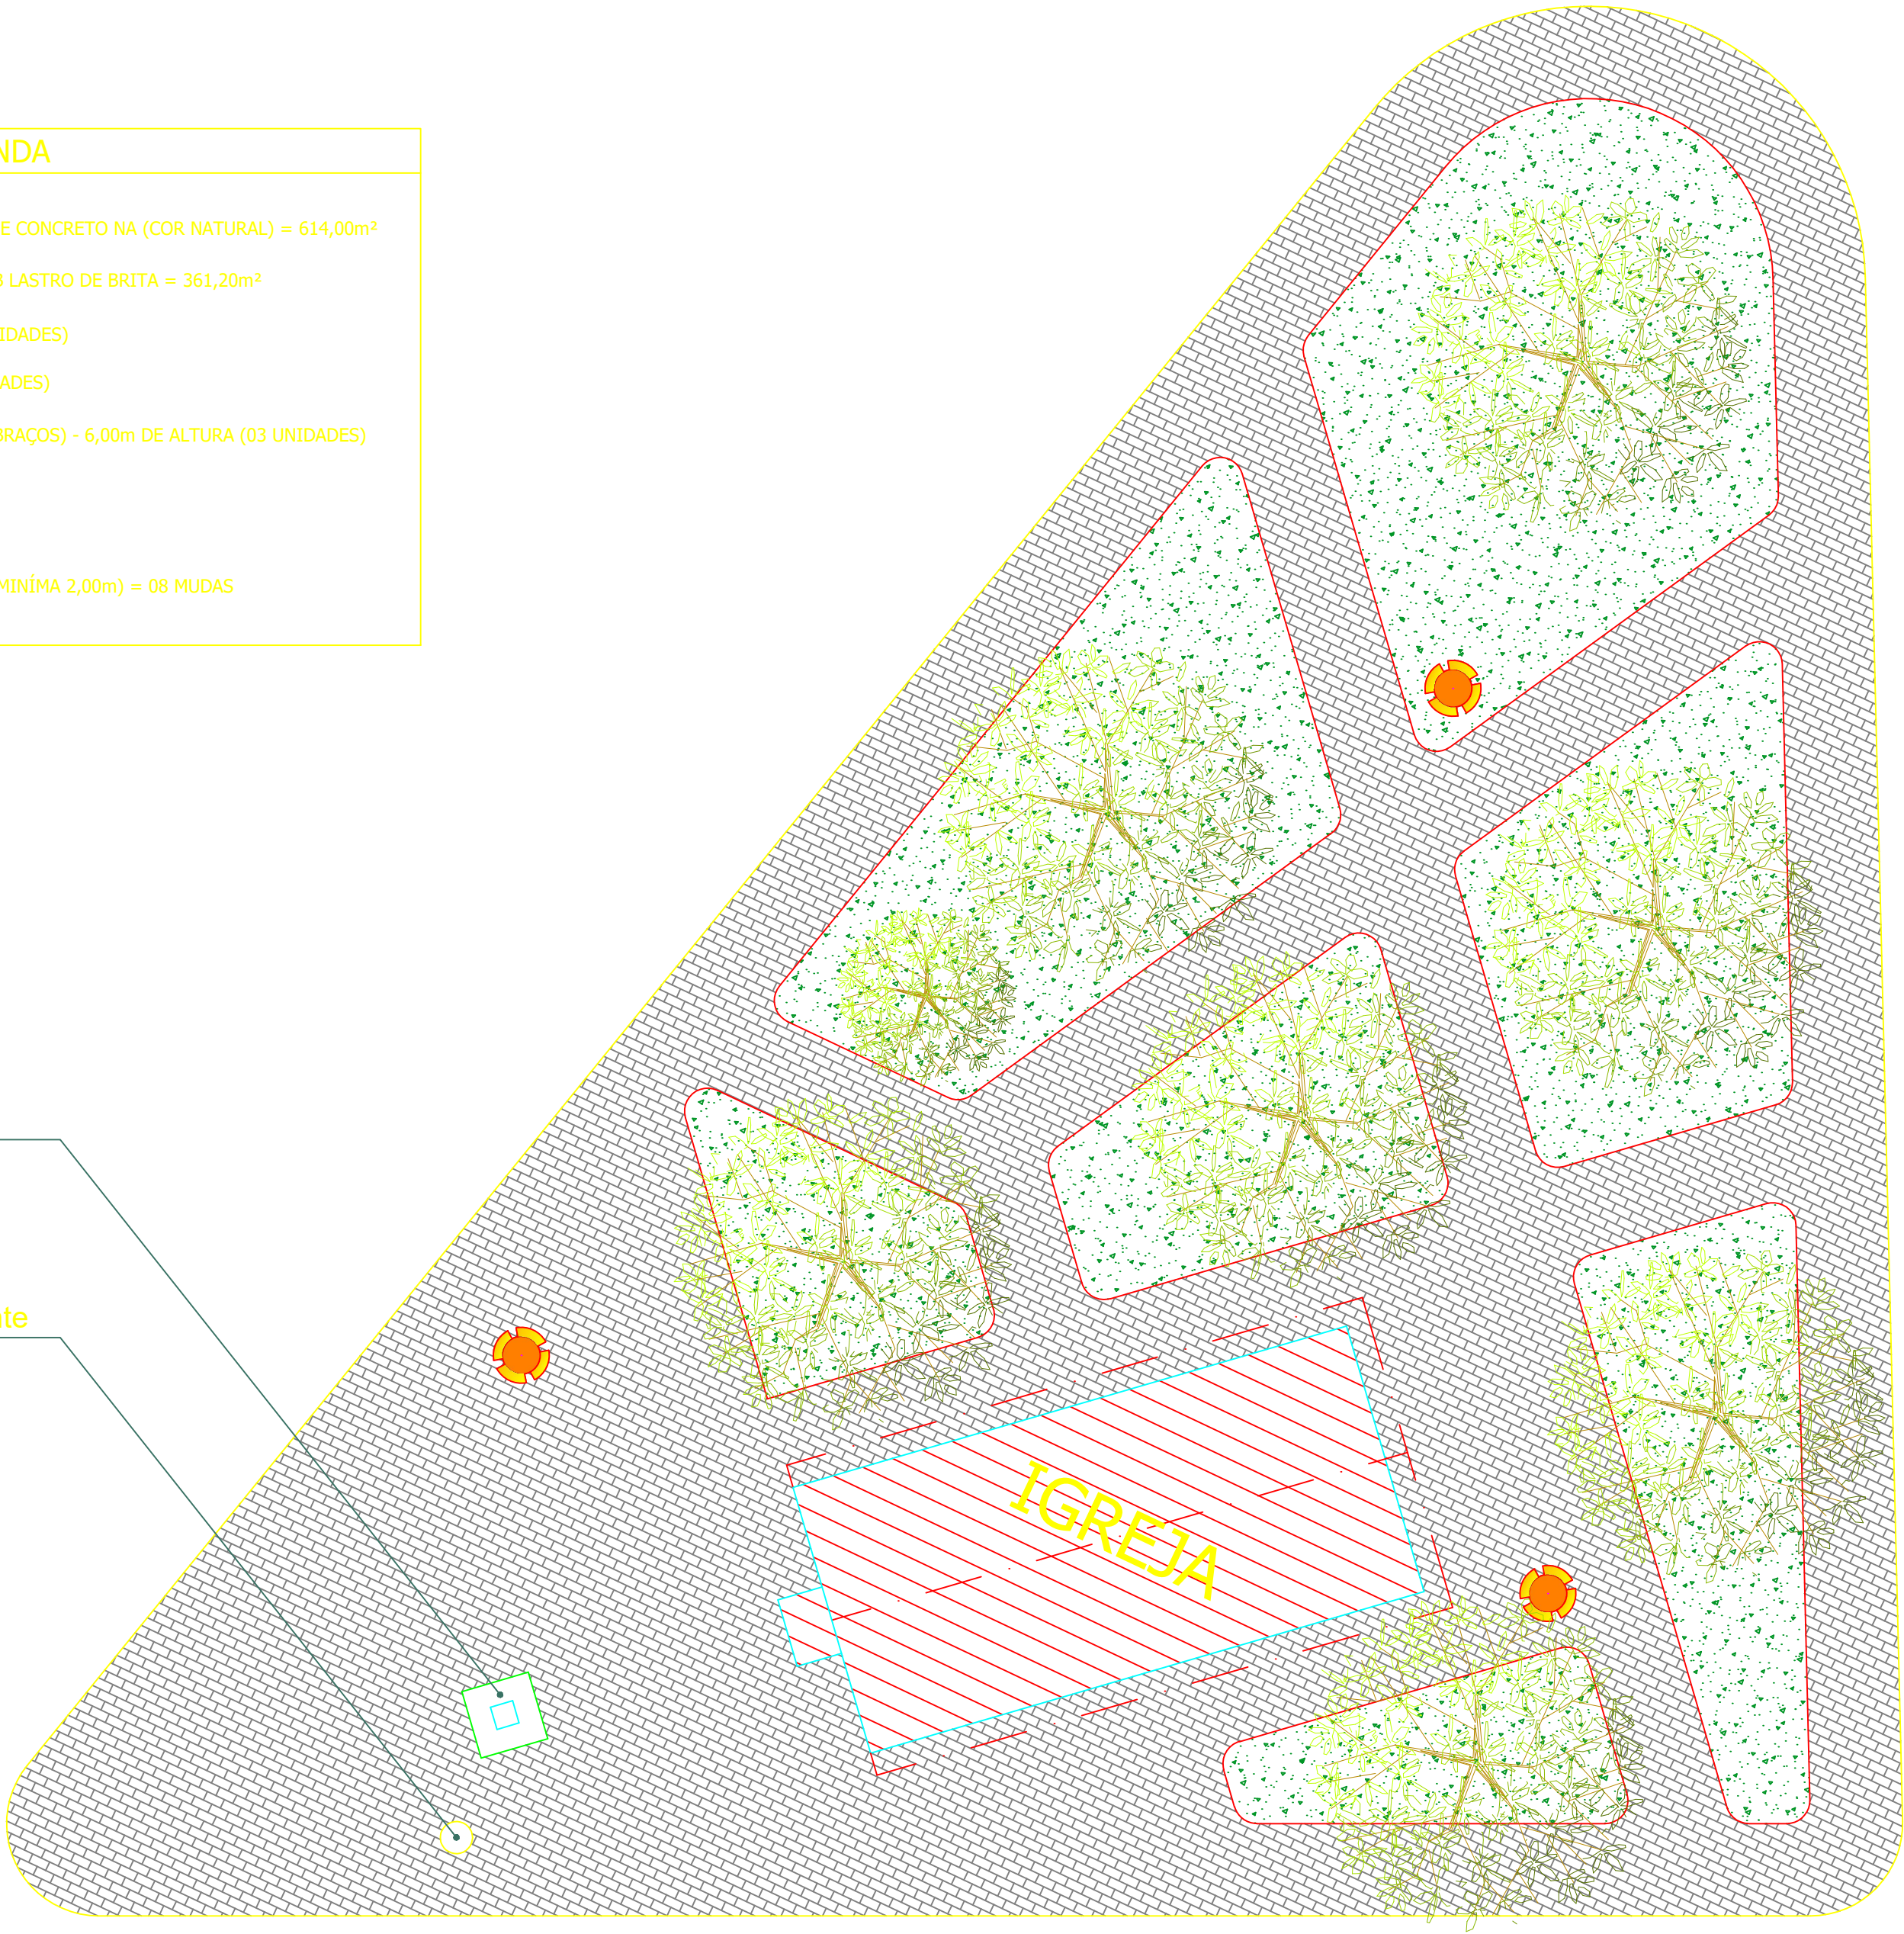 NDA
E CONCRETO NA (COR NATURAL) = 614,00m²
LASTRO DE BRITA = 361,20m²
IDADES)
ADES)
BRAÇOS) - 6,00m DE ALTURA (03 UNIDADES)
MINÍMA 2,00m) = 08 MUDAS
te
IGREJA